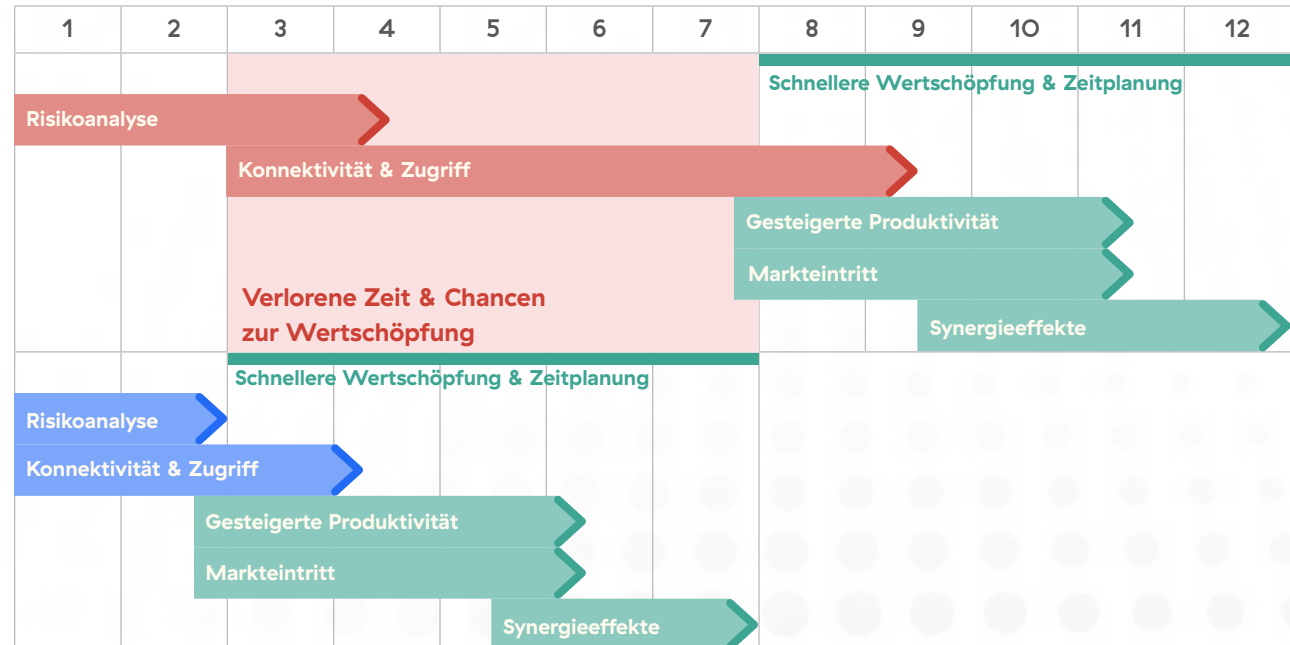 1 2 3 4 5 6 7 8 9 10 11 12
Schnellere Wertschöpfung & Zeitplanung
Risikoanalyse
Konnektivität & Zugriff
Gesteigerte Produktivität
Markteintritt
Verlorene Zeit & Chancen
zur Wertschöpfung
Synergieeffekte
Schnellere Wertschöpfung & Zeitplanung
Risikoanalyse
Konnektivität & Zugriff
Gesteigerte Produktivität
Markteintritt
Synergieeffekte